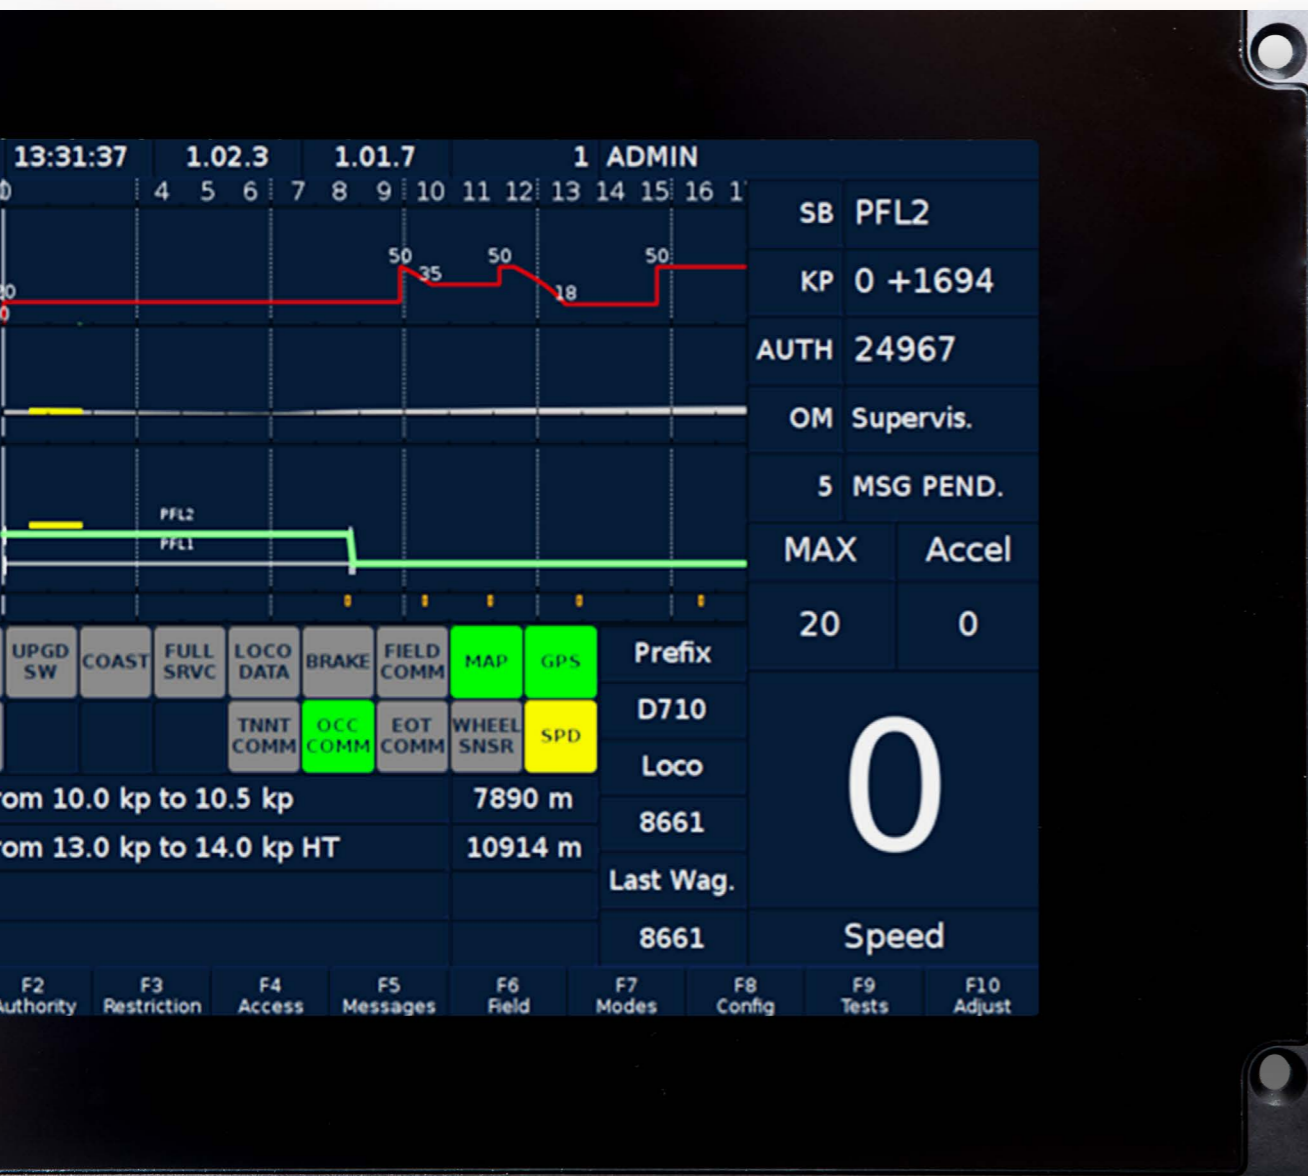 13:31:37 1.02.3 1.01.7 1 ADMIN
4 5 6 7 8 9 10 11 12 13 14 15 16
SB PFL2
50 35 50 18 50
KP 0 +1694
AUTH 24967
OM Supervis.
5 MSG PEND.
PFL2
PFL1
MAX Accel
20 0
UPGD SW
COAST
FULL SRVC
LOCO DATA
BRAKE
FIELD COMM
MAP
GPS
TNNT COMM
OCC COMM
EOT COMM
WHEEL SNSR
SPD
Prefix
D710
Loco
8661
Last Wag.
8661
rom 10.0 kp to 10.5 kp 7890 m
rom 13.0 kp to 14.0 kp HT 10914 m
0
Speed
F2 F3 F4 F5 F6 F7 F8 F9 F10
uthority Restriction Access Messages Field Modes Config Tests Adjust